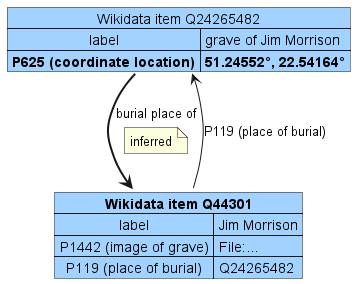 Wikidata item Q24265482
label grave of Jim Morrison
P625 (coordinate location) 51.24552°, 22.54164°
burial place of
inferred
P119 (place of burial)
Wikidata item Q44301
label Jim Morrison
P1442 (image of grave) File:...
P119 (place of burial) Q24265482